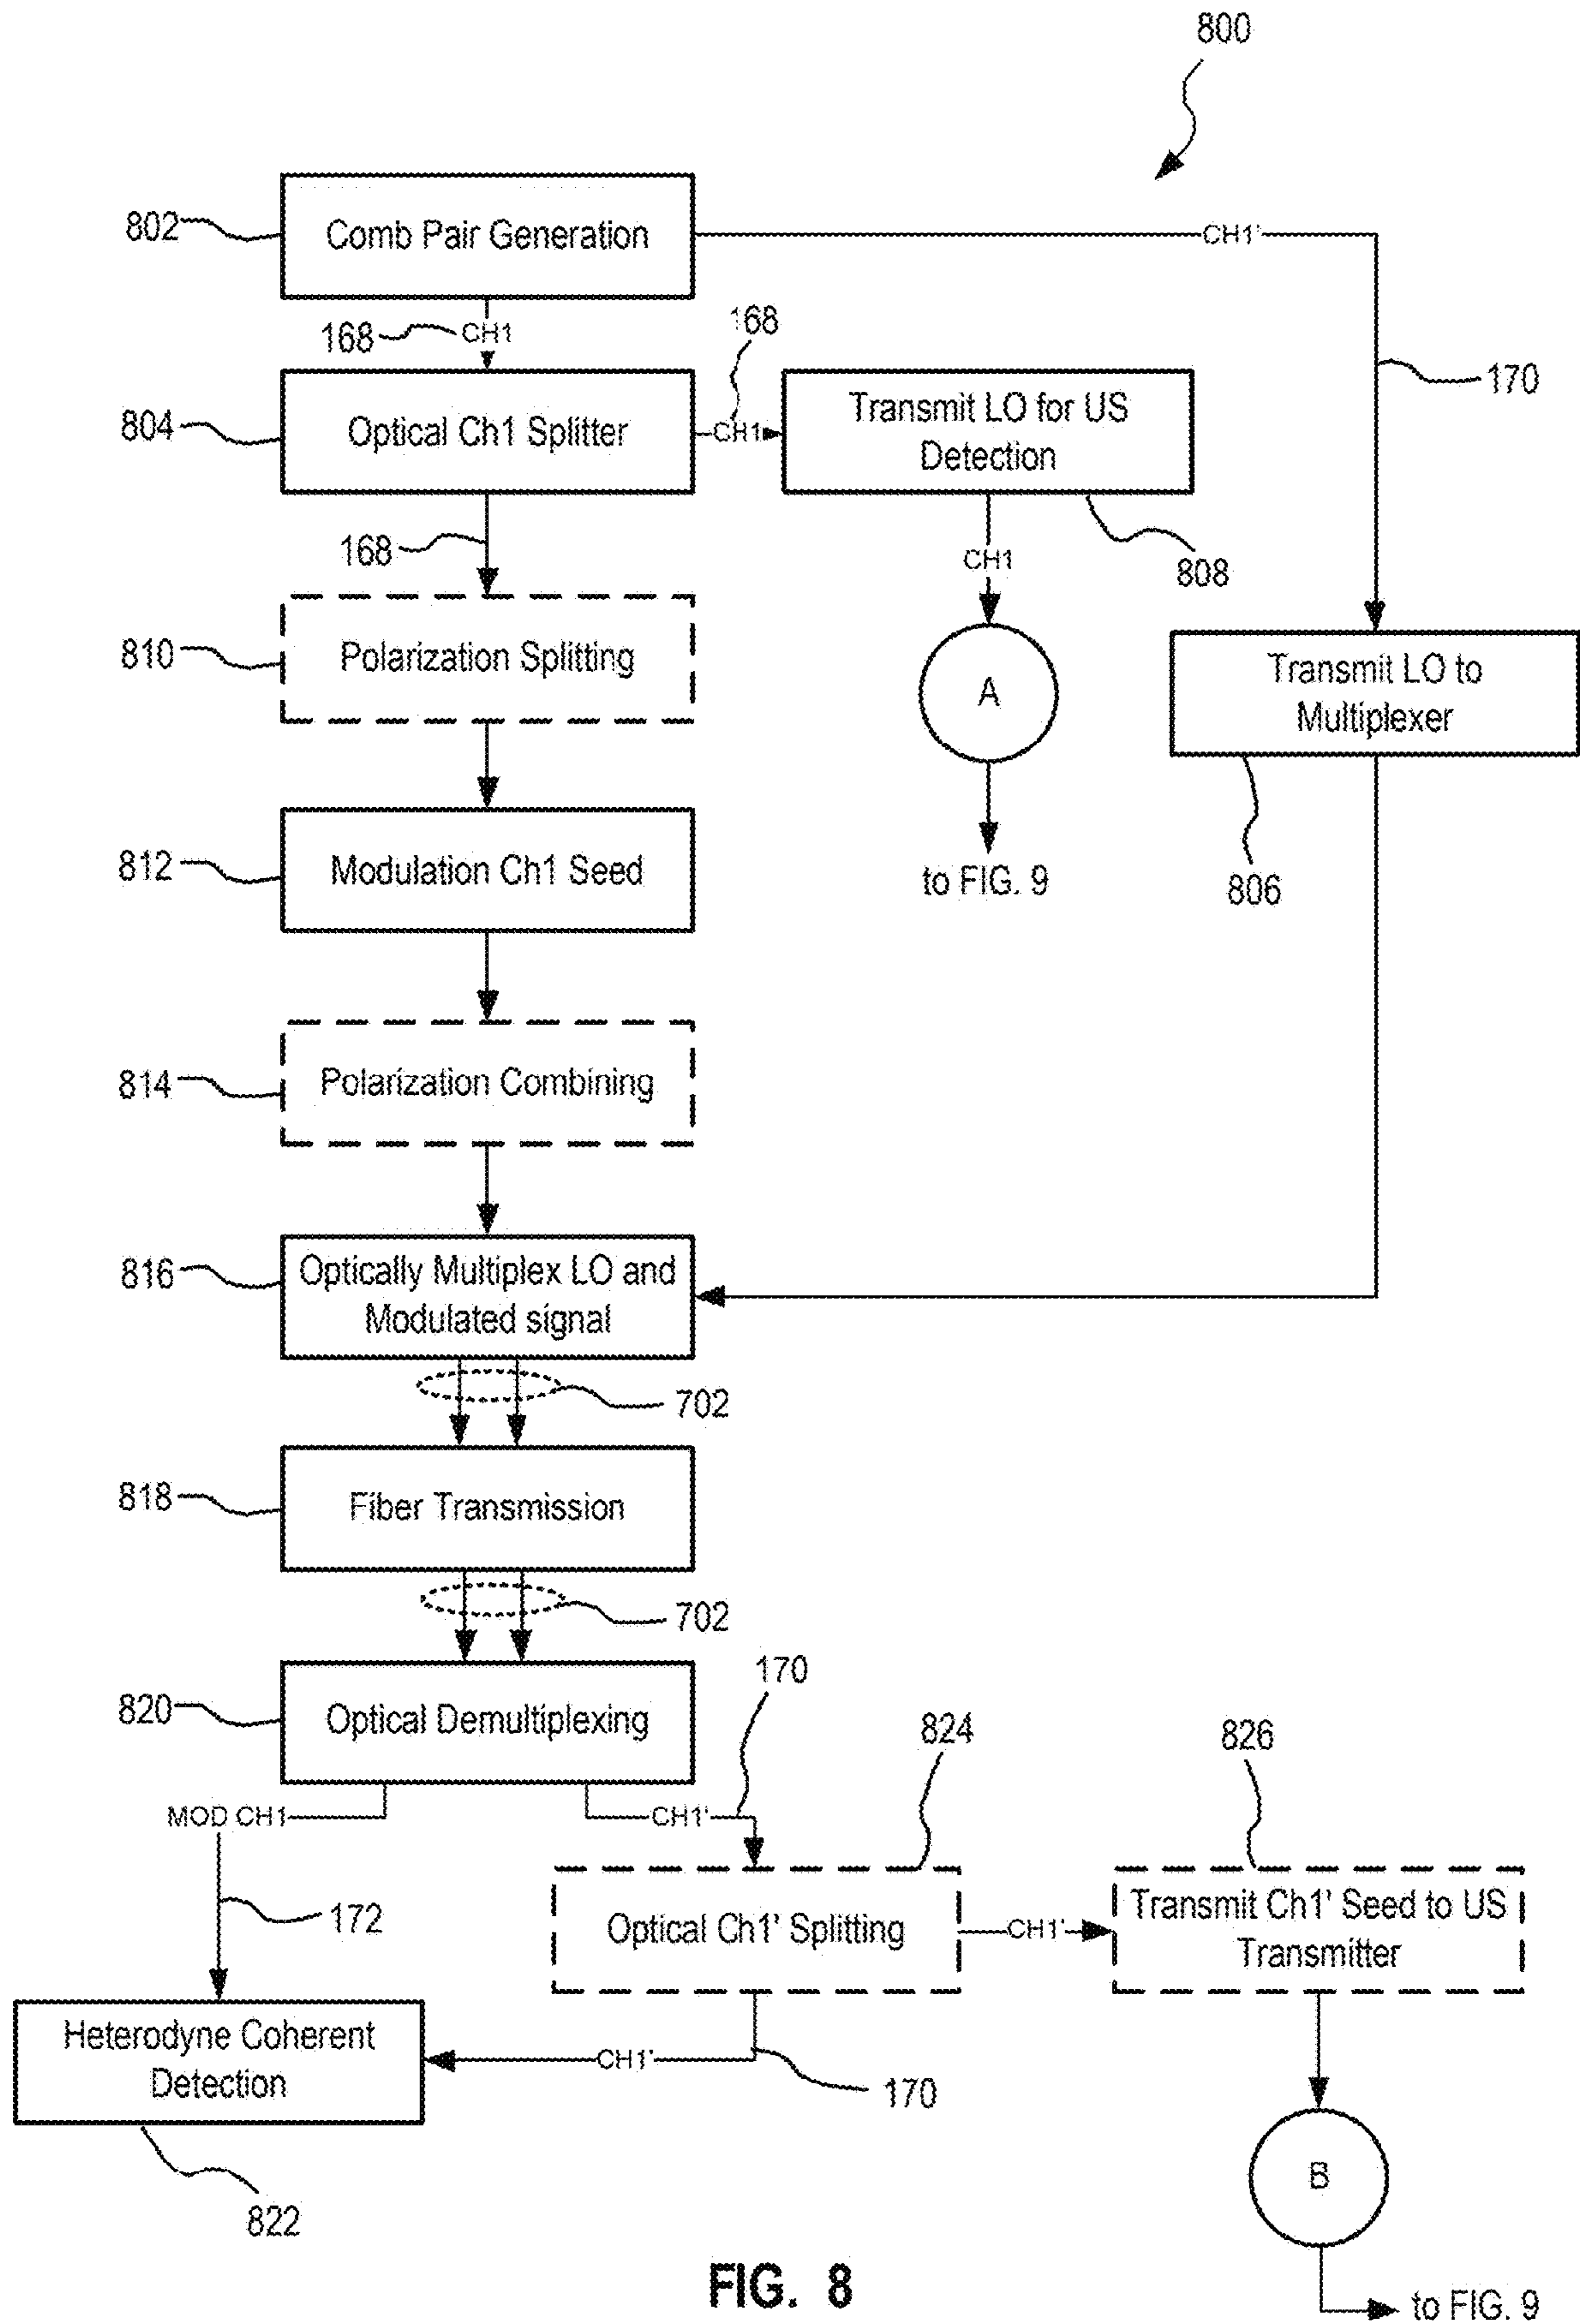 800
802
Comb Pair Generation
CH1'
168
CH1
168
170
804
Optical Ch1 Splitter
CH1
Transmit LO for US
Detection
168
CH1
808
810
Polarization Splitting
A
Transmit LO to
Multiplexer
812
Modulation Ch1 Seed
to FIG. 9
806
814
Polarization Combining
816
Optically Multiplex LO and
Modulated signal
702
818
Fiber Transmission
702
820
Optical Demultiplexing
170
824
826
MOD CH1
CH1'
172
Optical Ch1' Splitting
CH1'
Transmit Ch1' Seed to US
Transmitter
Heterodyne Coherent
Detection
CH1'
170
822
B
FIG. 8
to FIG. 9